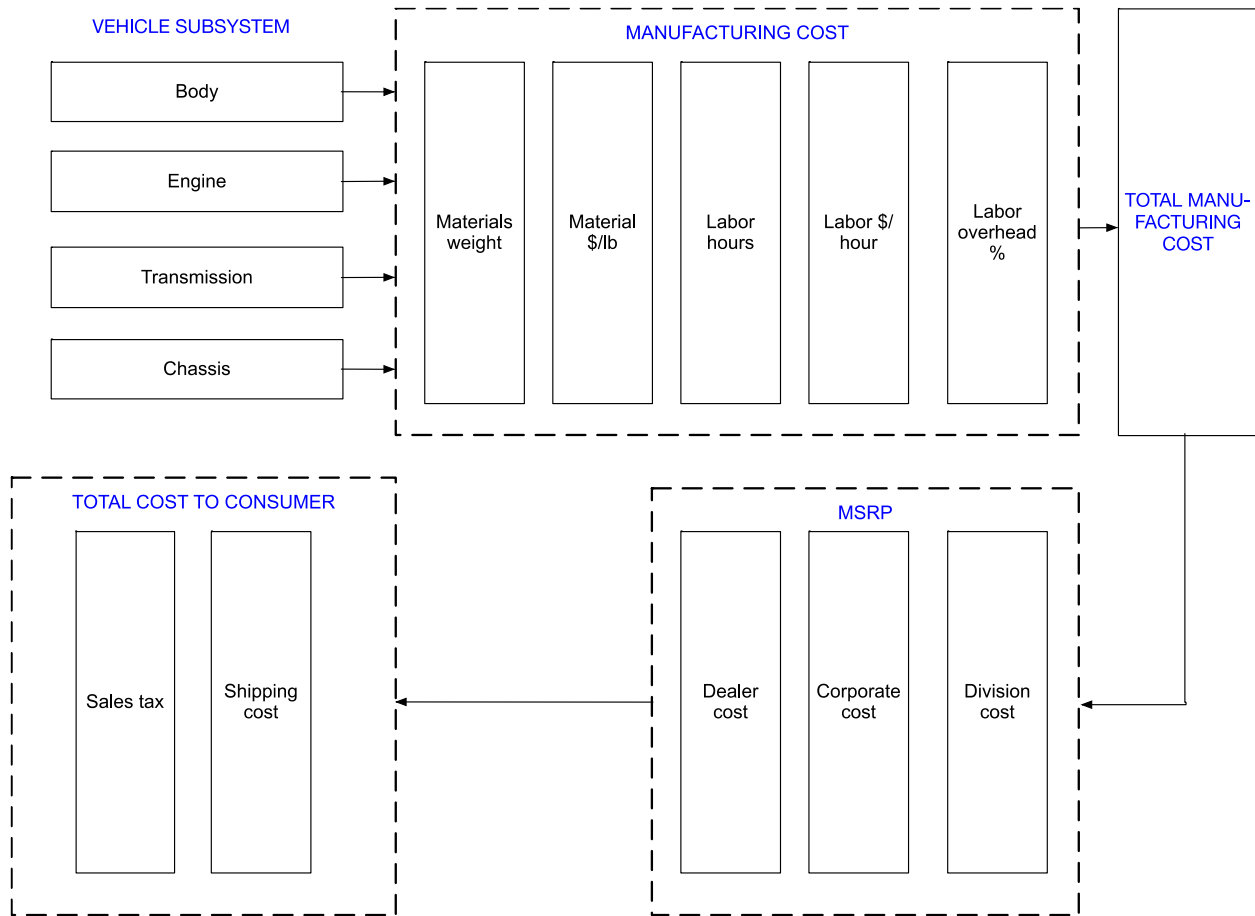 VEHICLE SUBSYSTEM
Body
Engine
Transmission
Chassis
MANUFACTURING COST
Materials
weight
Material
$/lb
Labor
hours
Labor $/
hour
Labor
overhead
%
TOTAL MANU-
FACTURING
COST
MSRP
Dealer
cost
Corporate
cost
Division
cost
TOTAL COST TO CONSUMER
Sales tax
Shipping
cost